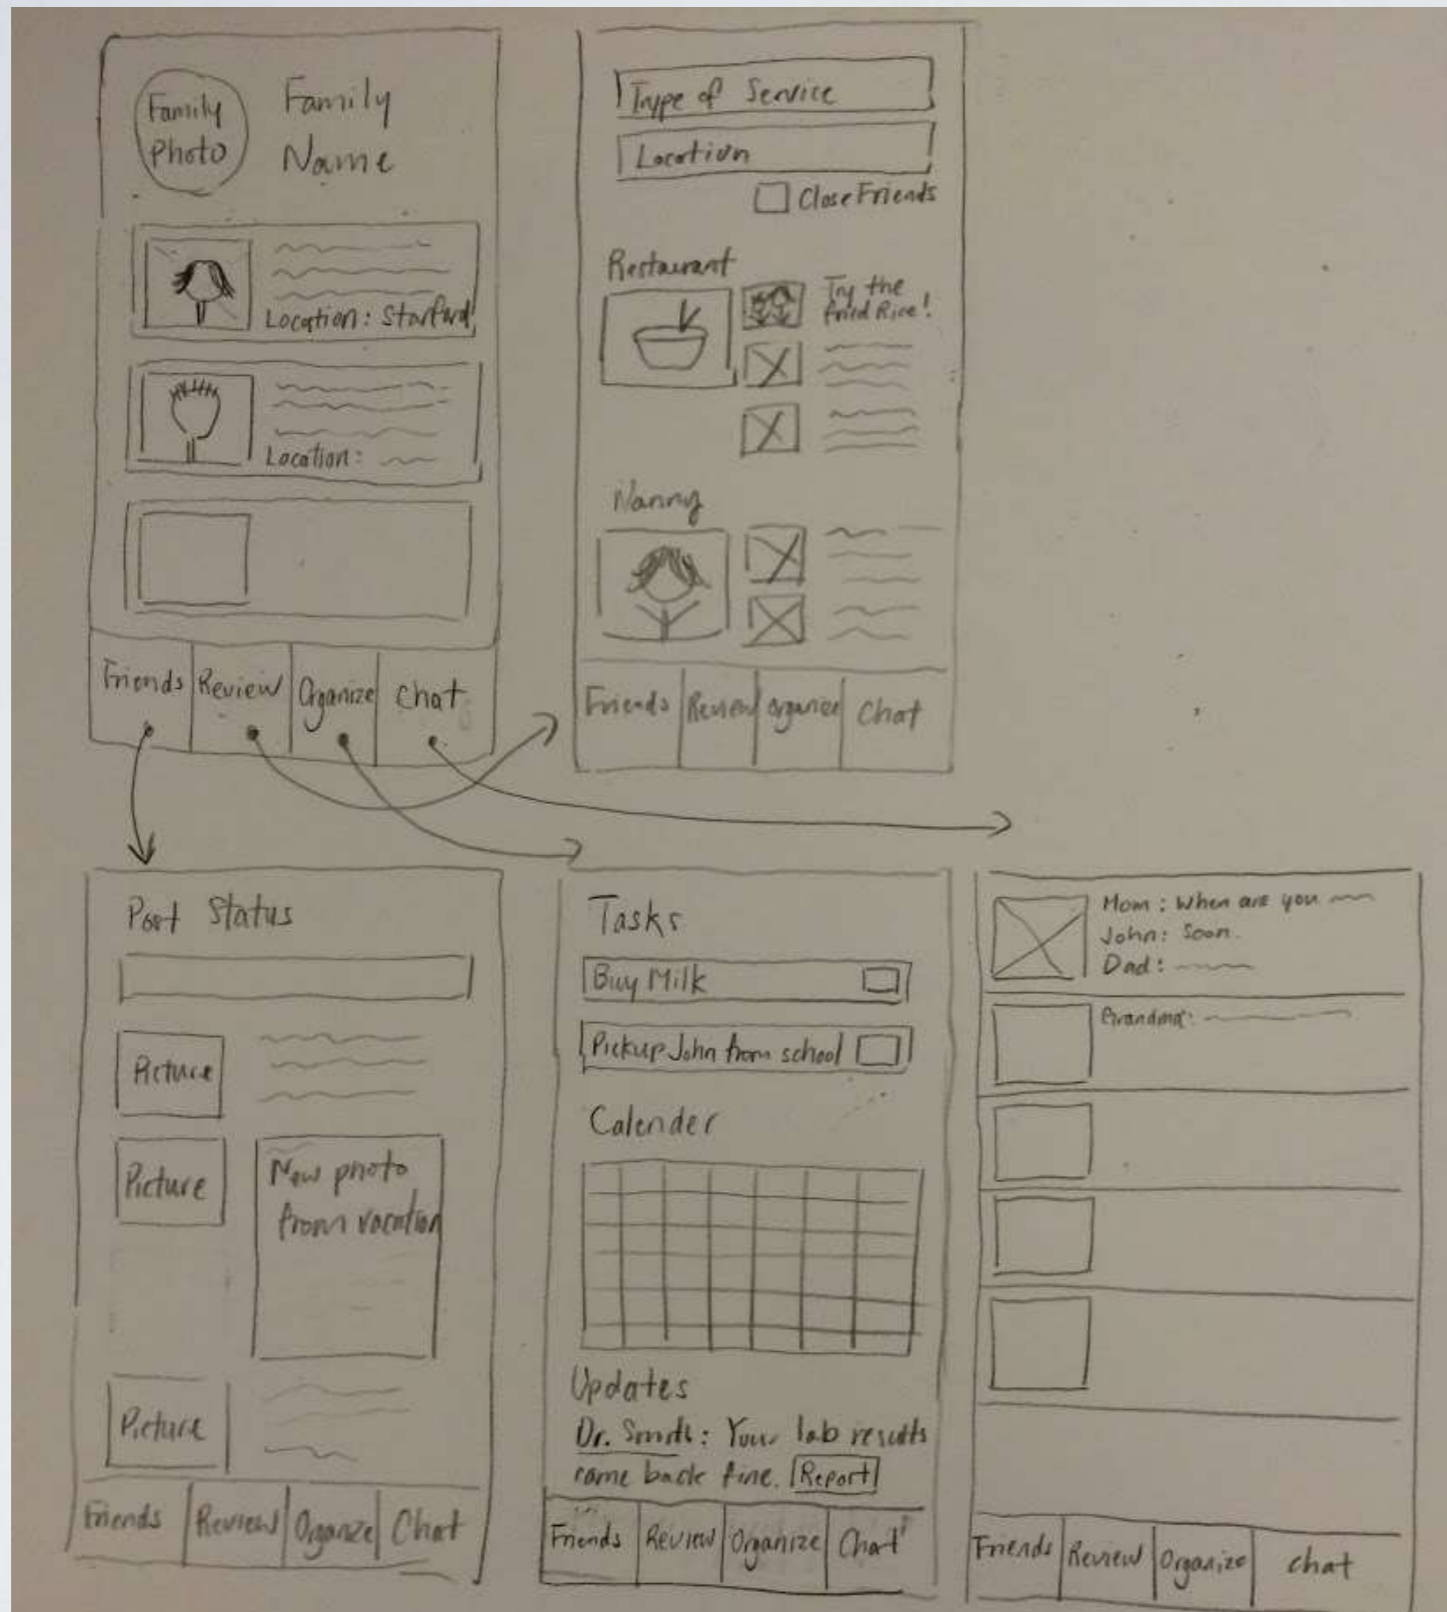 Family
Photo
Family
Name
Location: Stanford
Location:
Friends Review Organize Chat
Type of Service
Location
Close Friends
Restaurant
Try the
fried Rice!
Nanny
Friends Review Organize Chat
Post Status
Picture
Picture
New photo
from vacation
Picture
Friends Review Organize Chat
Tasks
Buy Milk
Pickup John from school
Calender
Updates
Dr. Smith: Your lab results
came back fine. Report
Friends Review Organize Chat
Mom: When are you
John: Soon.
Dad:
Grandma:
Friends Review Organize Chat